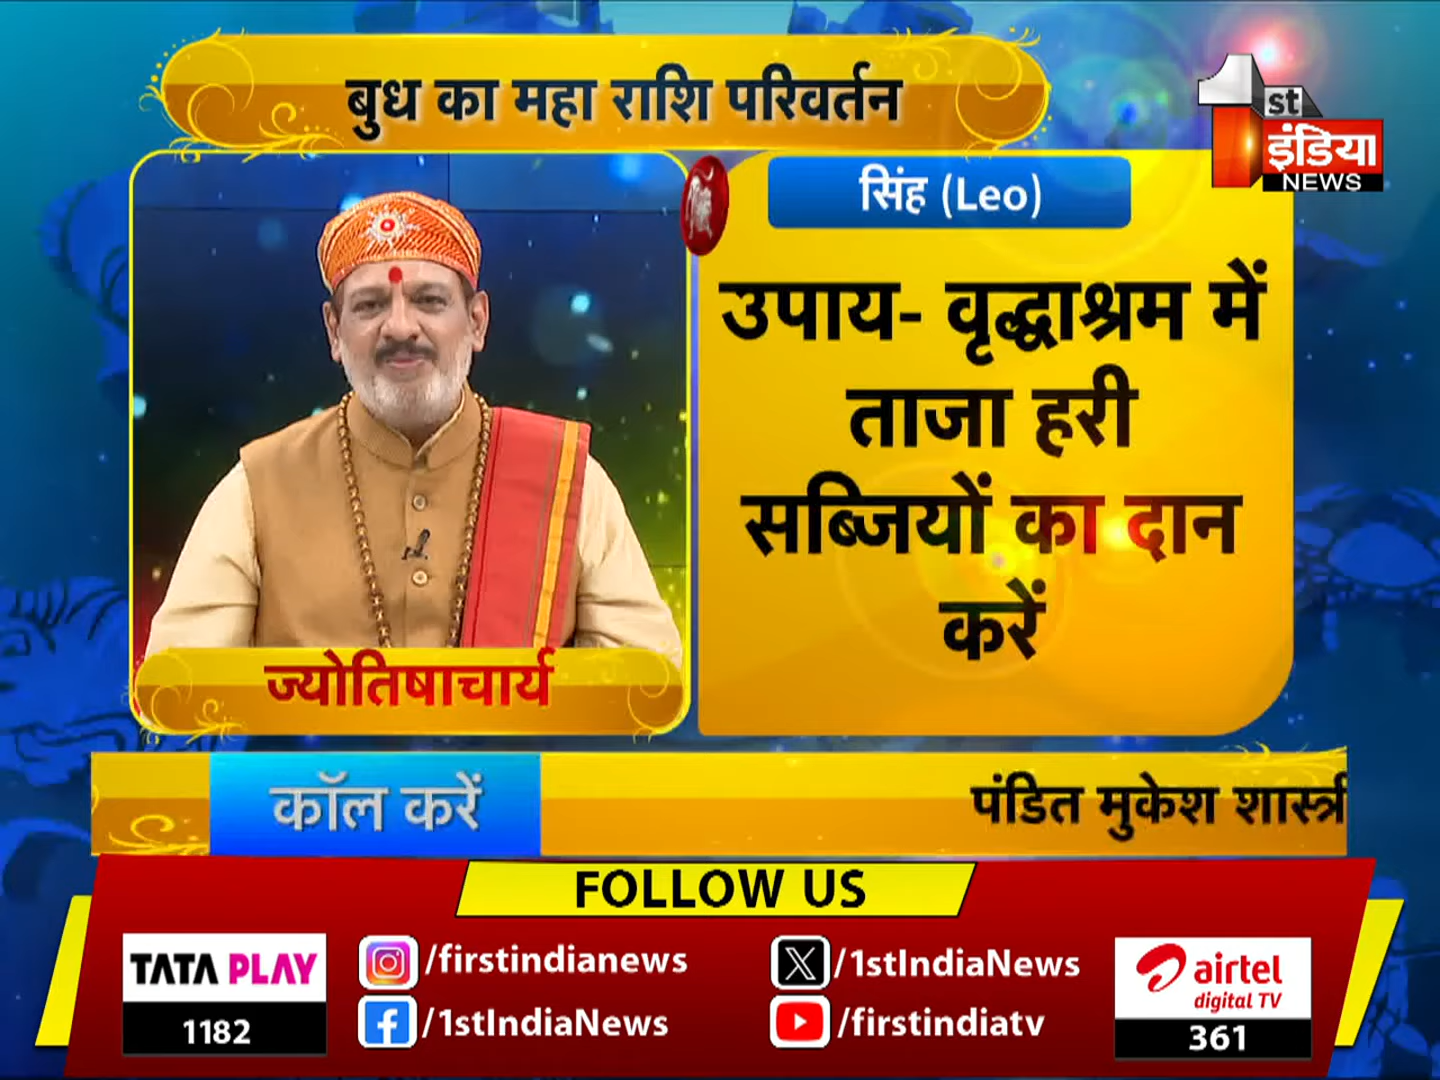 बुध का महा राशि परिवर्तन
1st
इंडिया
NEWS
सिंह (Leo)
उपाय- वृद्धाश्रम में
ताजा हरी
सब्जियों का दान
करें
ज्योतिषाचार्य
कॉल करें
पंडित मुकेश शास्त्री
FOLLOW US
TATA PLAY
1182
/firstindianews
/1stIndiaNews
/1stIndiaNews
/firstindiatv
airtel
digital TV
361